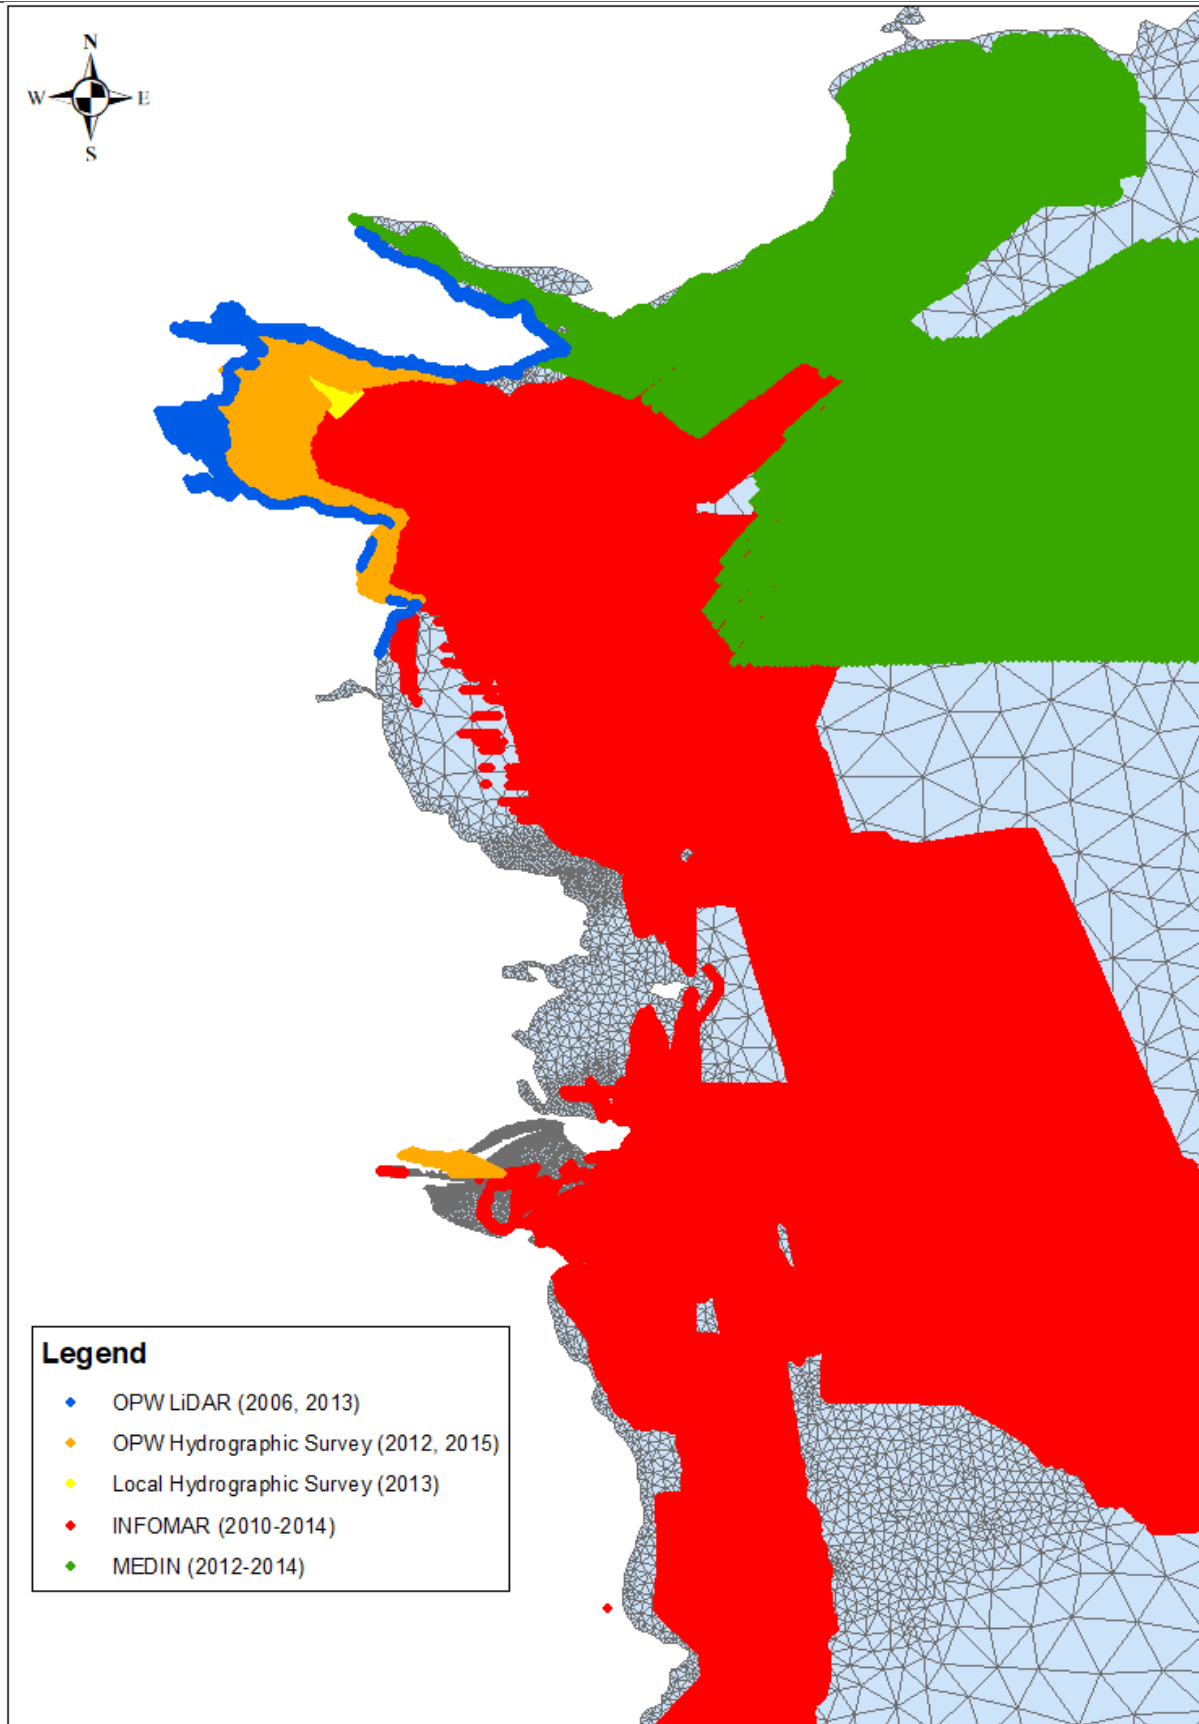 N
W E
S
Legend
OPW LiDAR (2006, 2013)
OPW Hydrographic Survey (2012, 2015)
Local Hydrographic Survey (2013)
INFOMAR (2010-2014)
MEDIN (2012-2014)